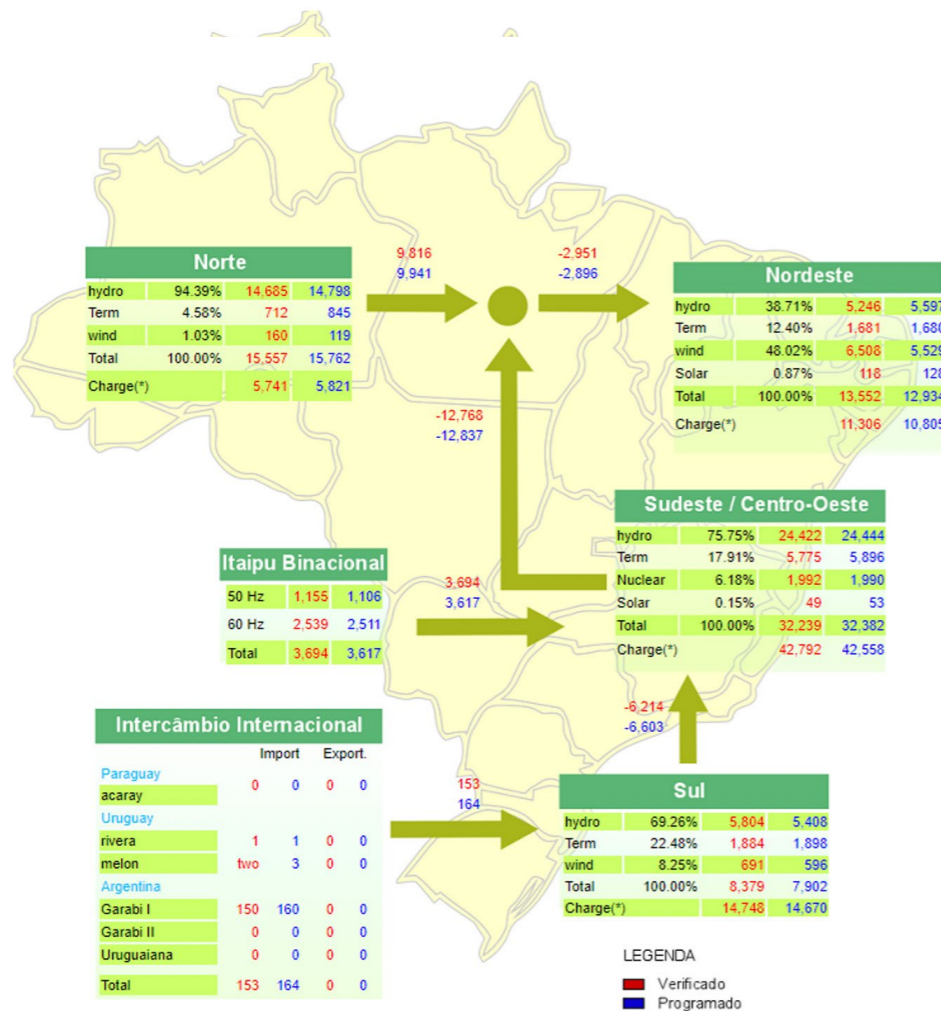 9,816
9,941
-2,951
-2,896
Norte
hydro 94.39% 14,685 14,798
Term 4.58% 712 845
wind 1.03% 160 119
Total 100.00% 15,557 15,762
Charge(*) 5,741 5,821
Nordeste
hydro 38.71% 5,246 5,597
Term 12.40% 1,681 1,680
wind 48.02% 6,508 5,529
Solar 0.87% 118 128
Total 100.00% 13,552 12,934
Charge(*) 11,306 10,805
-12,768
-12,837
Sudeste / Centro-Oeste
hydro 75.75% 24,422 24,444
Term 17.91% 5,775 5,896
Nuclear 6.18% 1,992 1,990
Solar 0.15% 49 53
Total 100.00% 32,239 32,382
Charge(*) 42,792 42,558
Itaipu Binacional
50 Hz 1,155 1,106
60 Hz 2,539 2,511
Total 3,694 3,617
3,694
3,617
-6,214
-6,603
Intercâmbio Internacional
Import Export.
Paraguay
acaray 0 0 0 0
Uruguay
rivera 1 1 0 0
melon two 3 0 0
Argentina
Garabi I 150 160 0 0
Garabi II 0 0 0 0
Uruguaiana 0 0 0 0
Total 153 164 0 0
153
164
Sul
hydro 69.26% 5,804 5,408
Term 22.48% 1,884 1,898
wind 8.25% 691 596
Total 100.00% 8,379 7,902
Charge(*) 14,748 14,670
LEGENDA
Verificado
Programado